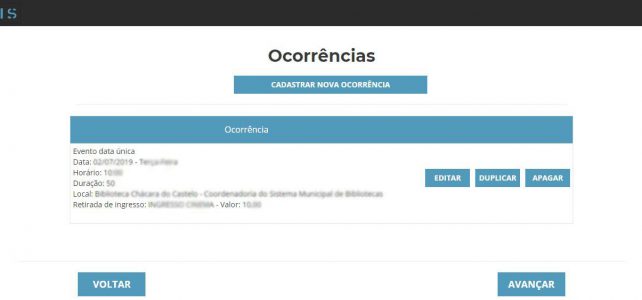 IS
Ocorrências
CADASTRAR NOVA OCORRÊNCIA
Ocorrência
Evento data única
Data: 02/07/2019 - Terça-Feira
Horário: 10:00
Duração: 50
Local: Biblioteca Chácara do Castelo - Coordenadoria do Sistema Municipal de Bibliotecas
Retirada de ingresso: INGRESSO CINEMA - Valor: 10,00
EDITAR
DUPLICAR
APAGAR
VOLTAR
AVANÇAR